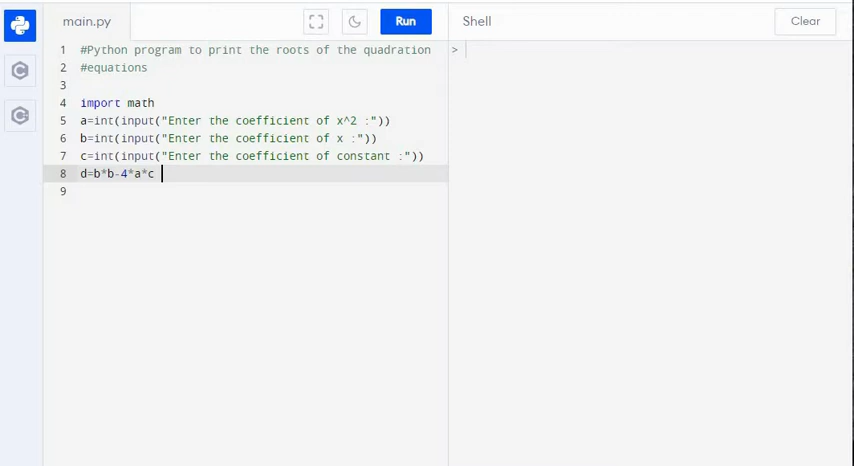 main.py
Run
Shell
Clear
1 #Python program to print the roots of the quadration
2 #equations
3
4 import math
5 a=int(input("Enter the coefficient of x^2 :"))
6 b=int(input("Enter the coefficient of x :"))
7 c=int(input("Enter the coefficient of constant :"))
8 d=b*b-4*a*c
9
>